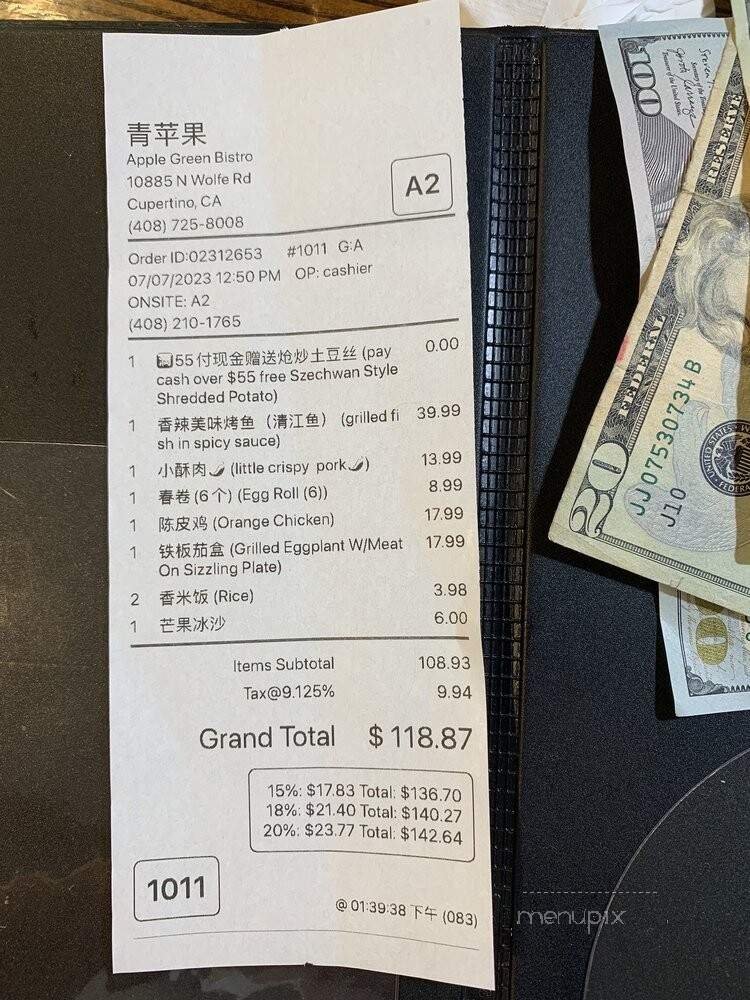 青苹果
Apple Green Bistro
10885 N Wolfe Rd
Cupertino, CA
(408) 725-8008
A2
Order ID:02312653 #1011 G:A
07/07/2023 12:50 PM OP: cashier
ONSITE: A2
(408) 210-1765
1 满55付现金赠送炝炒土豆丝 (pay 0.00
cash over $55 free Szechwan Style
Shredded Potato)
1 香辣美味烤鱼（清江鱼） (grilled fi 39.99
sh in spicy sauce)
1 小酥肉🌶 (little crispy pork🌶) 13.99
1 春卷(6个) (Egg Roll (6)) 8.99
1 陈皮鸡 (Orange Chicken) 17.99
1 铁板茄盒 (Grilled Eggplant W/Meat 17.99
On Sizzling Plate)
2 香米饭 (Rice) 3.98
1 芒果冰沙 6.00
Items Subtotal 108.93
Tax@9.125% 9.94
Grand Total $ 118.87
15%: $17.83 Total: $136.70
18%: $21.40 Total: $140.27
20%: $23.77 Total: $142.64
1011
@ 01:39:38 下午 (083)
100
FEDERAL RESERVE
20
JJ07530734B
J10
UNITED STATES
menupix